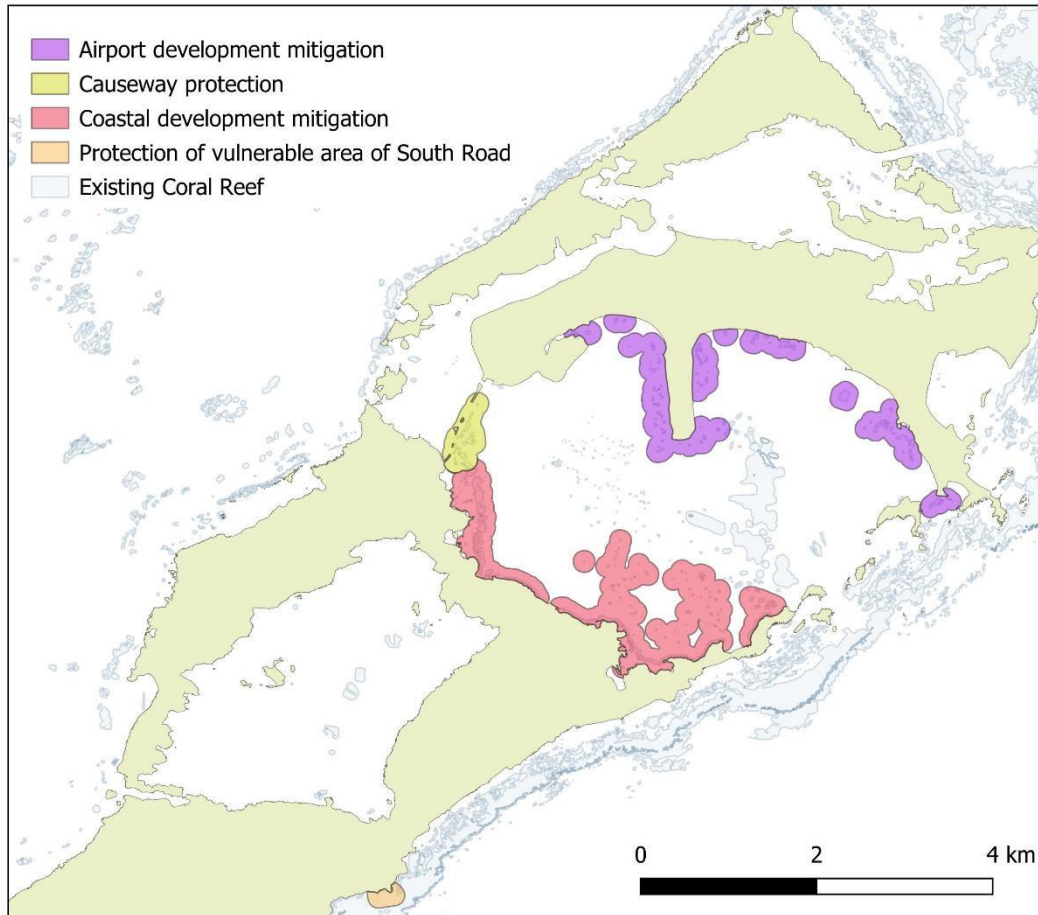 Airport development mitigation
Causeway protection
Coastal development mitigation
Protection of vulnerable area of South Road
Existing Coral Reef
0 2 4 km